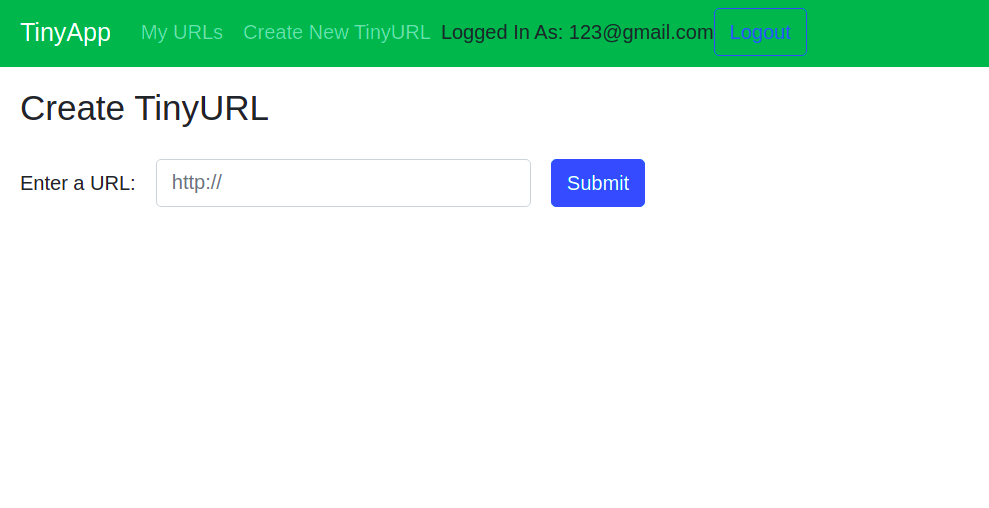 TinyApp My URLs Create New TinyURL Logged In As: 123@gmail.com Logout
Create TinyURL
Enter a URL: http:// Submit